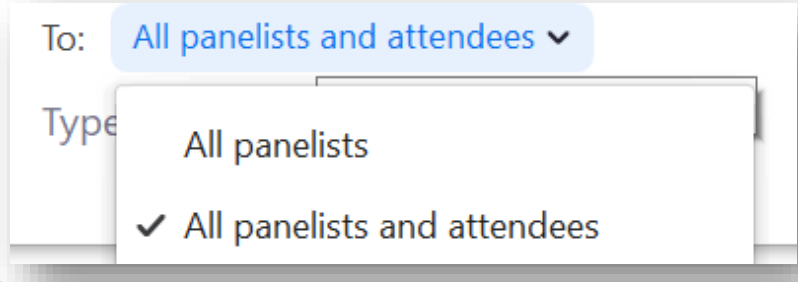 To: All panelists and attendees
Type
All panelists
All panelists and attendees